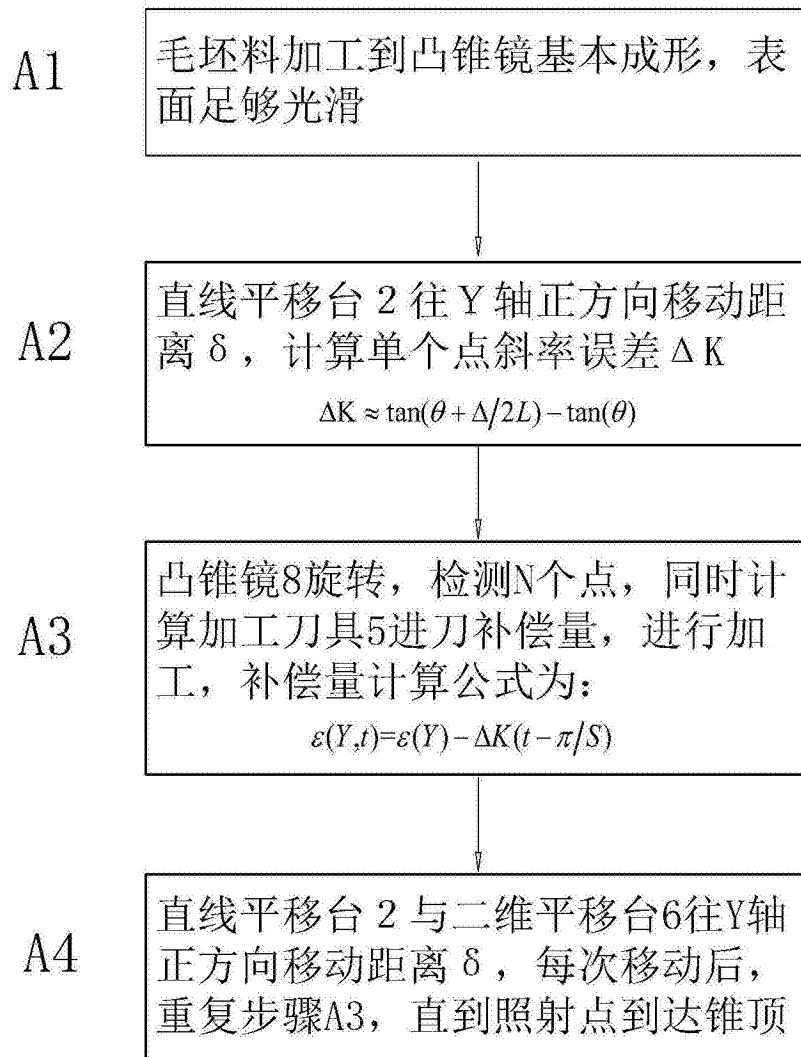 A1
毛坯料加工到凸锥镜基本成形，表
面足够光滑
A2
直线平移台２往Ｙ轴正方向移动距
离δ，计算单个点斜率误差ΔK
ΔK≈tan(θ+Δ/2L)−tan(θ)
A3
凸锥镜8旋转，检测N个点，同时计
算加工刀具5进刀补偿量，进行加
工，补偿量计算公式为：
ε(Y,t)=ε(Y)−ΔK(t−π/S)
A4
直线平移台２与二维平移台6往Y轴
正方向移动距离δ，每次移动后，
重复步骤A3，直到照射点到达锥顶